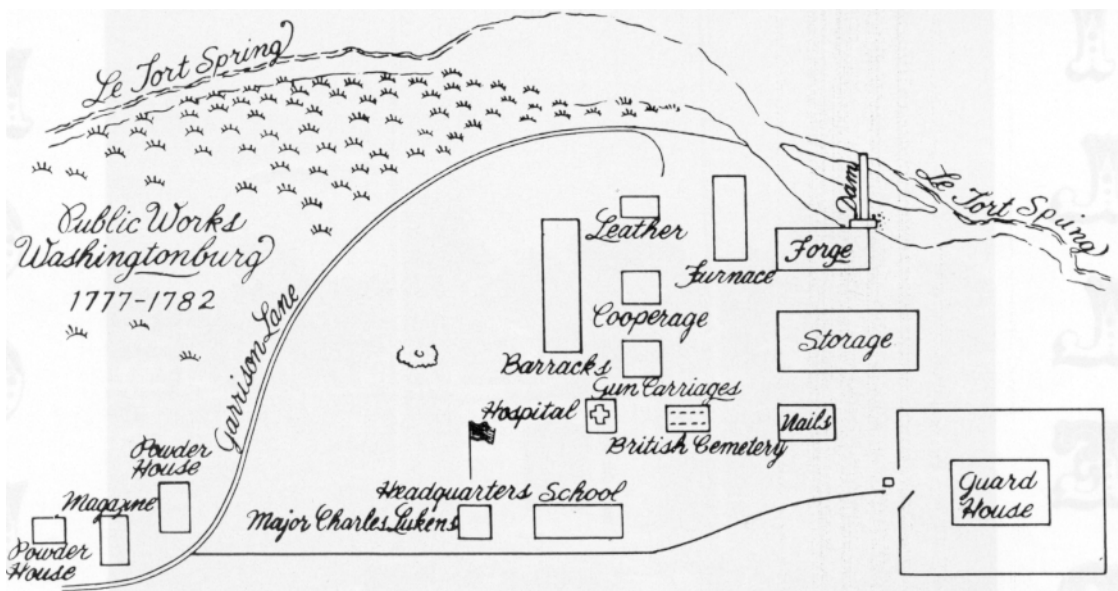 Le Tort Spring
Public Works
Washingtonburg
1777-1782
Garrison Lane
Leather
Furnace
Dam
Forge
Le Tort Spring
Cooperage
Storage
Barracks
Gun Carriages
Hospital
British Cemetery
Nails
Guard
House
Powder
House
Magazine
Powder
House
Headquarters
Major Charles Lukens
School